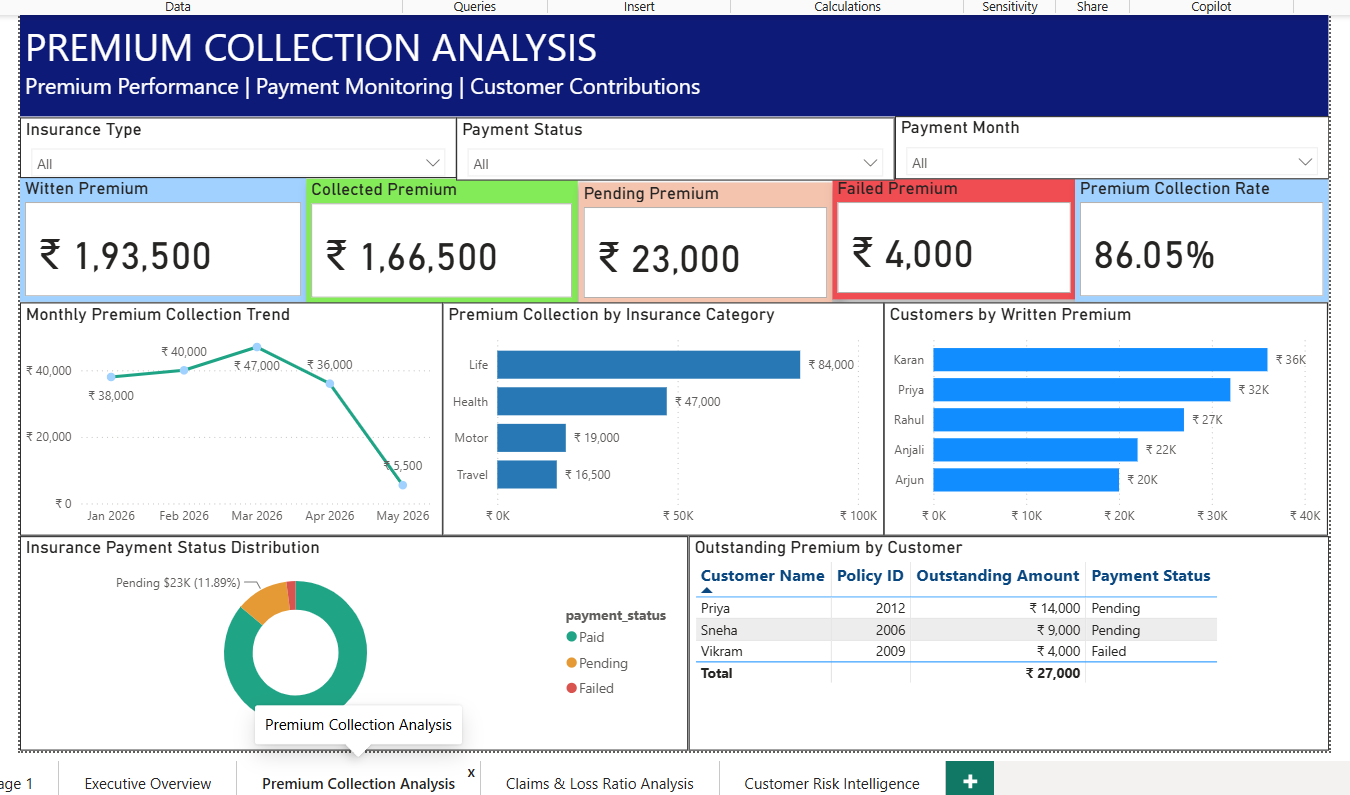 Data Queries Insert Calculations Sensitivity Share Copilot
PREMIUM COLLECTION ANALYSIS
Premium Performance | Payment Monitoring | Customer Contributions
Insurance Type
All
Payment Status
All
Payment Month
All
Witten Premium
₹ 1,93,500
Collected Premium
₹ 1,66,500
Pending Premium
₹ 23,000
Failed Premium
₹ 4,000
Premium Collection Rate
86.05%
Monthly Premium Collection Trend
₹ 40,000
₹ 20,000
₹ 0
₹ 38,000
₹ 40,000
₹ 47,000
₹ 36,000
₹ 5,500
Jan 2026 Feb 2026 Mar 2026 Apr 2026 May 2026
Premium Collection by Insurance Category
Life ₹ 84,000
Health ₹ 47,000
Motor ₹ 19,000
Travel ₹ 16,500
₹ 0K ₹ 50K ₹ 100K
Customers by Written Premium
Karan ₹ 36K
Priya ₹ 32K
Rahul ₹ 27K
Anjali ₹ 22K
Arjun ₹ 20K
₹ 0K ₹ 10K ₹ 20K ₹ 30K ₹ 40K
Insurance Payment Status Distribution
Pending $23K (11.89%)
payment_status
Paid
Pending
Failed
Outstanding Premium by Customer
Customer Name Policy ID Outstanding Amount Payment Status
Priya 2012 ₹ 14,000 Pending
Sneha 2006 ₹ 9,000 Pending
Vikram 2009 ₹ 4,000 Failed
Total ₹ 27,000
Premium Collection Analysis
age 1 Executive Overview Premium Collection Analysis x Claims & Loss Ratio Analysis Customer Risk Intelligence +